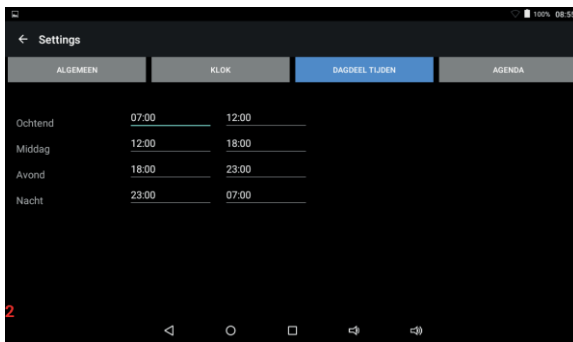 100% 08:55
Settings
ALGEMEEN KLOK DAGDEEL TIJDEN AGENDA
Ochtend 07:00 12:00
Middag 12:00 18:00
Avond 18:00 23:00
Nacht 23:00 07:00
2